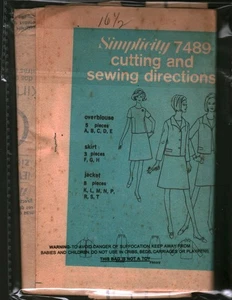 16½
Simplicity 7489
cutting and
sewing directions
overblouse
5 pieces
A, B, C, D, E
skirt
3 pieces
F, G, H
jacket
8 pieces
K, L, M, N, P,
R, S, T
WARNING: TO AVOID DANGER OF SUFFOCATION, KEEP AWAY FROM
BABIES AND CHILDREN. DO NOT USE IN CRIBS, BEDS, CARRIAGES OR PLAYPENS.
THIS BAG IS NOT A TOY